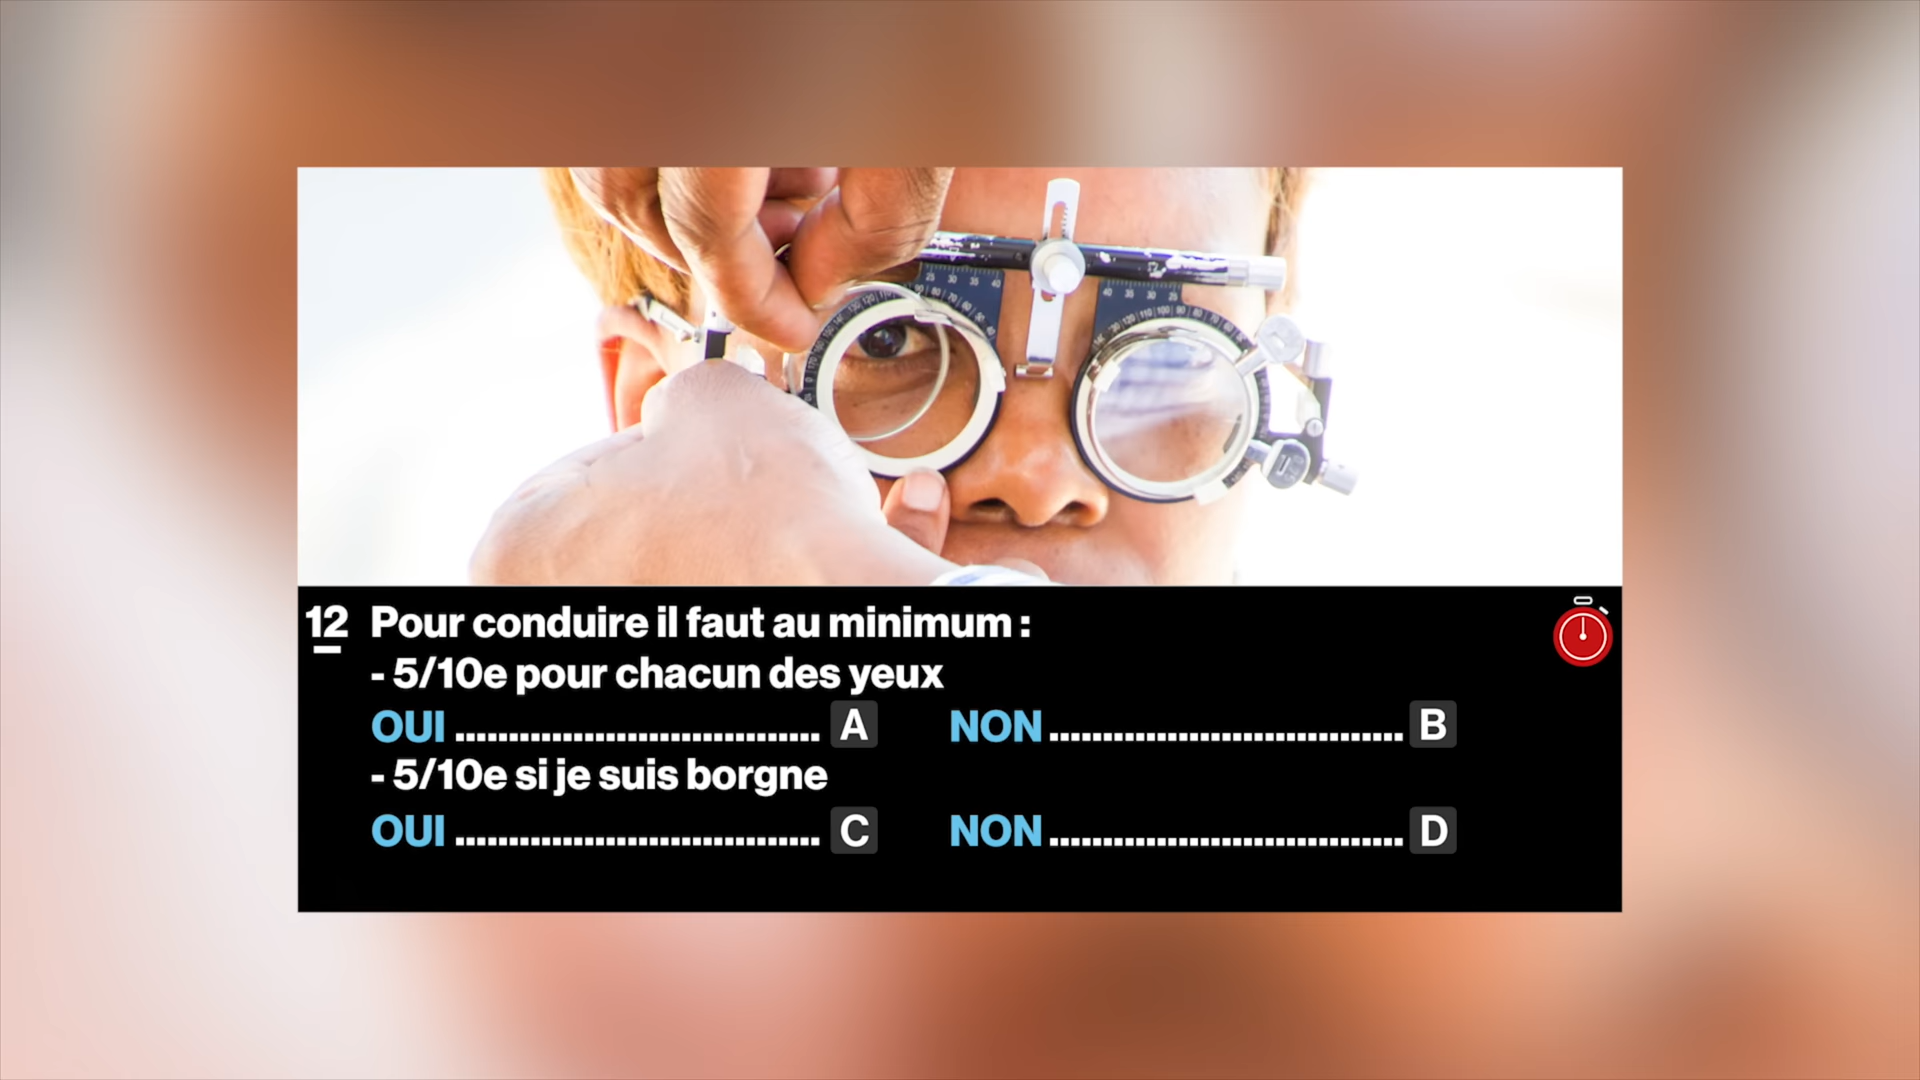 12 Pour conduire il faut au minimum :
- 5/10e pour chacun des yeux
OUI .................................. A NON ................................. B
- 5/10e si je suis borgne
OUI .................................. C NON ................................. D